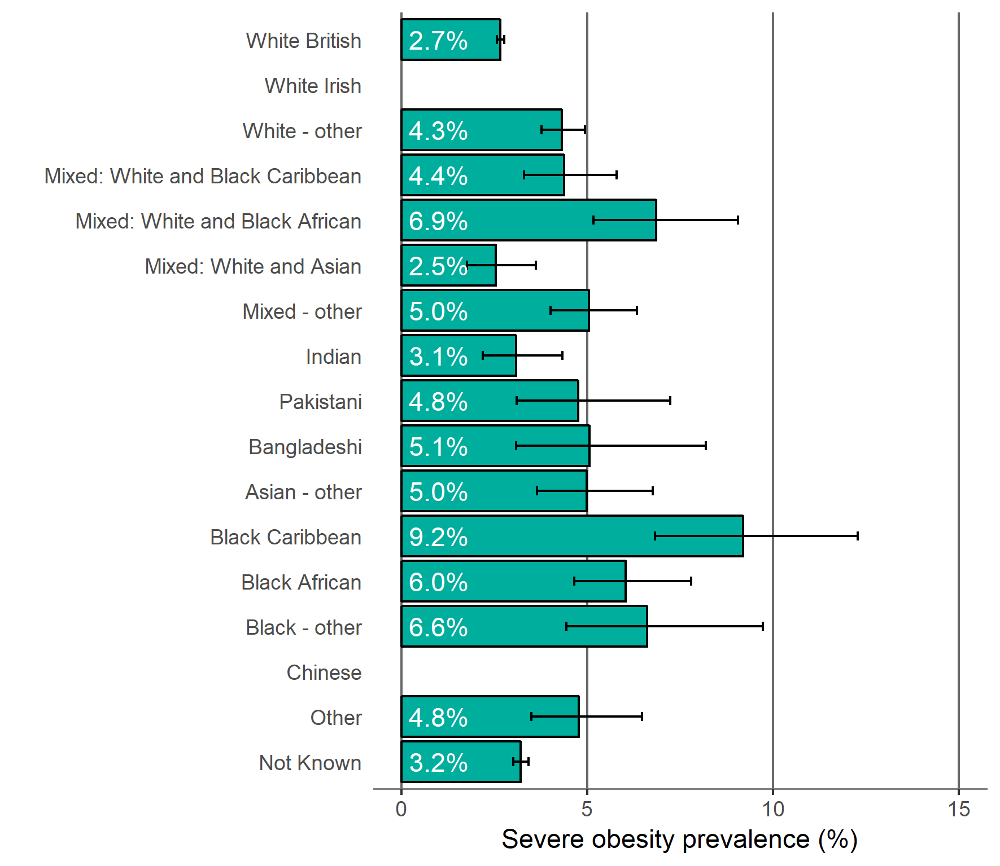 White British 2.7%
White Irish
White - other 4.3%
Mixed: White and Black Caribbean 4.4%
Mixed: White and Black African 6.9%
Mixed: White and Asian 2.5%
Mixed - other 5.0%
Indian 3.1%
Pakistani 4.8%
Bangladeshi 5.1%
Asian - other 5.0%
Black Caribbean 9.2%
Black African 6.0%
Black - other 6.6%
Chinese
Other 4.8%
Not Known 3.2%
0 5 10 15
Severe obesity prevalence (%)